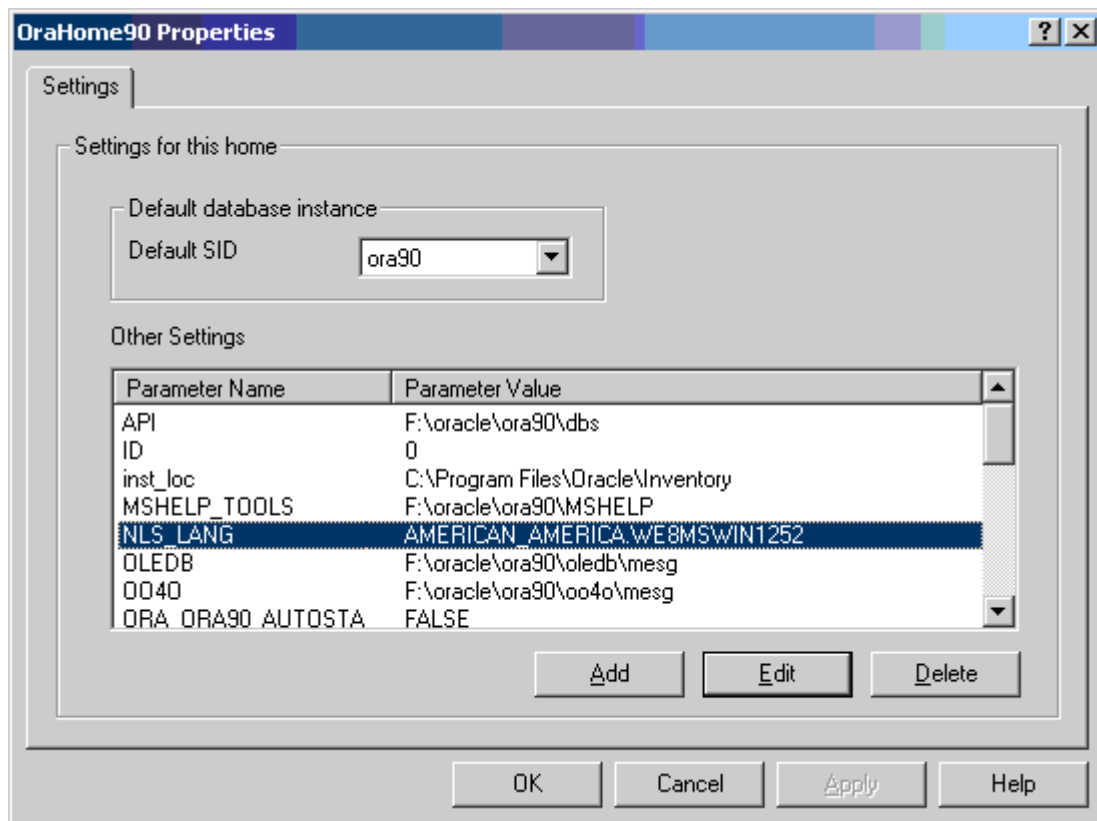 OraHome90 Properties
Settings
Settings for this home
Default database instance
Default SID ora90
Other Settings
Parameter Name Parameter Value
API F:\oracle\ora90\dbs
ID 0
inst_loc C:\Program Files\Oracle\Inventory
MSHELP_TOOLS F:\oracle\ora90\MSHELP
NLS_LANG AMERICAN_AMERICA.WE8MSWIN1252
OLEDB F:\oracle\ora90\oledb\mesg
OO4O F:\oracle\ora90\oo4o\mesg
ORA_ORA90_AUTOSTA FALSE
Add Edit Delete
OK Cancel Apply Help